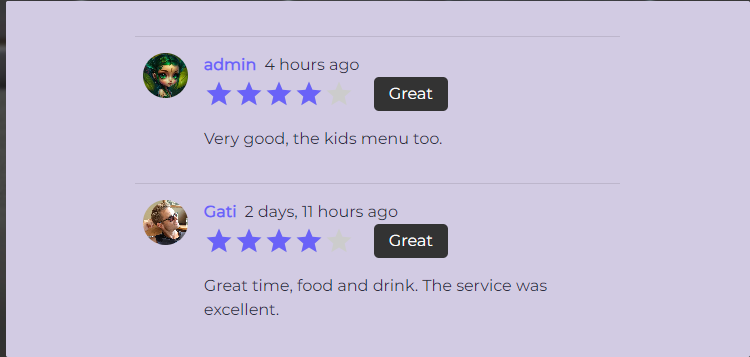 admin 4 hours ago
Great
Very good, the kids menu too.
Gati 2 days, 11 hours ago
Great
Great time, food and drink. The service was
excellent.